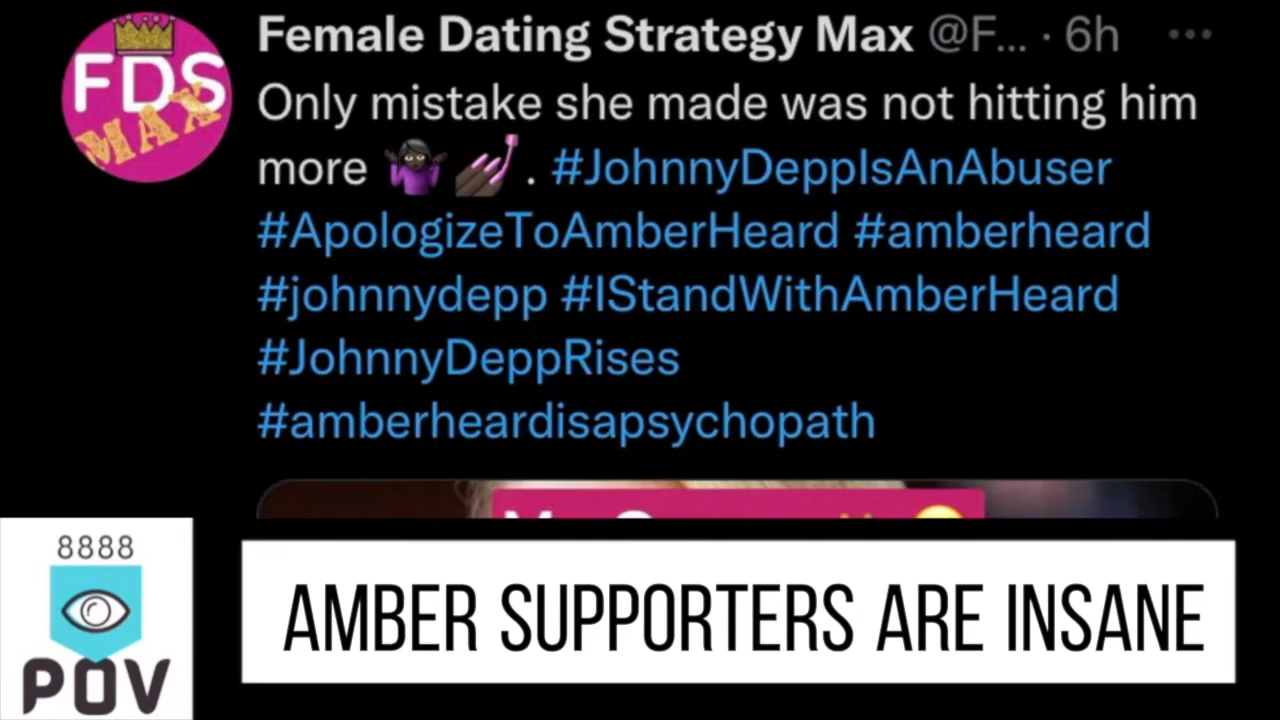 FDS
MAX
Female Dating Strategy Max @F... · 6h ...
Only mistake she made was not hitting him
more 🤷🏿‍♀️ 💅🏿. #JohnnyDeppIsAnAbuser
#ApologizeToAmberHeard #amberheard
#johnnydepp #IStandWithAmberHeard
#JohnnyDeppRises
#amberheardisapsychopath
8888
POV
AMBER SUPPORTERS ARE INSANE